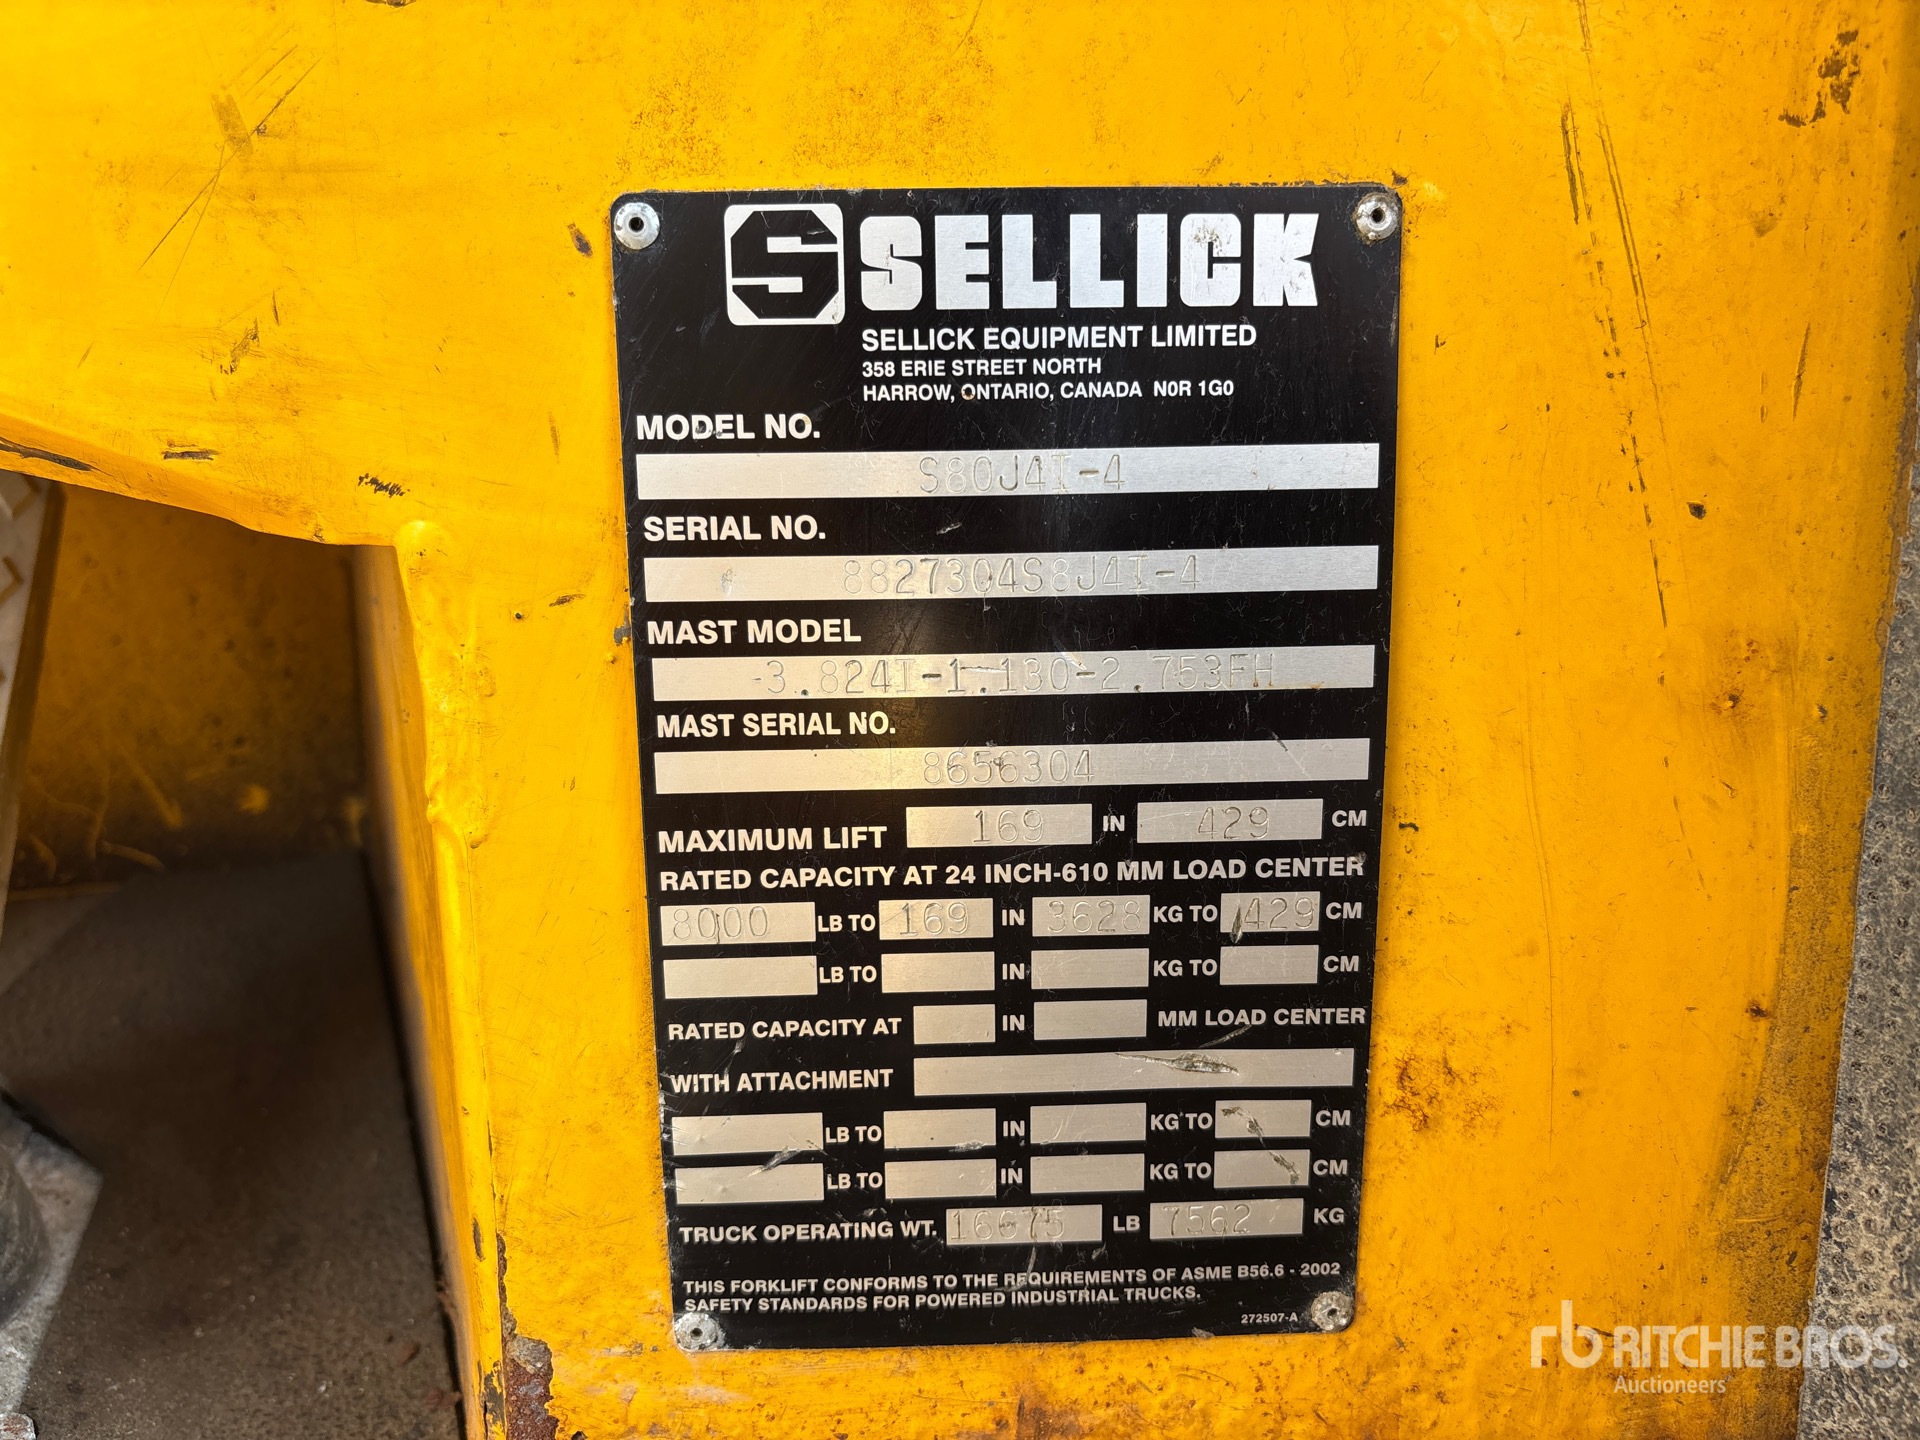 S SELLICK
SELLICK EQUIPMENT LIMITED
358 ERIE STREET NORTH
HARROW, ONTARIO, CANADA N0R 1G0
MODEL NO.
S80J4I-4
SERIAL NO.
8827304S8J4I-4
MAST MODEL
3.824I-1.130-2.753FH
MAST SERIAL NO.
8656304
MAXIMUM LIFT 169 IN 429 CM
RATED CAPACITY AT 24 INCH-610 MM LOAD CENTER
8000 LB TO 169 IN 3628 KG TO 429 CM
LB TO IN KG TO CM
RATED CAPACITY AT IN MM LOAD CENTER
WITH ATTACHMENT
LB TO IN KG TO CM
LB TO IN KG TO CM
TRUCK OPERATING WT. 16675 LB 7562 KG
THIS FORKLIFT CONFORMS TO THE REQUIREMENTS OF ASME B56.6 - 2002
SAFETY STANDARDS FOR POWERED INDUSTRIAL TRUCKS.
272507-A
rb RITCHIE BROS.
Auctioneers